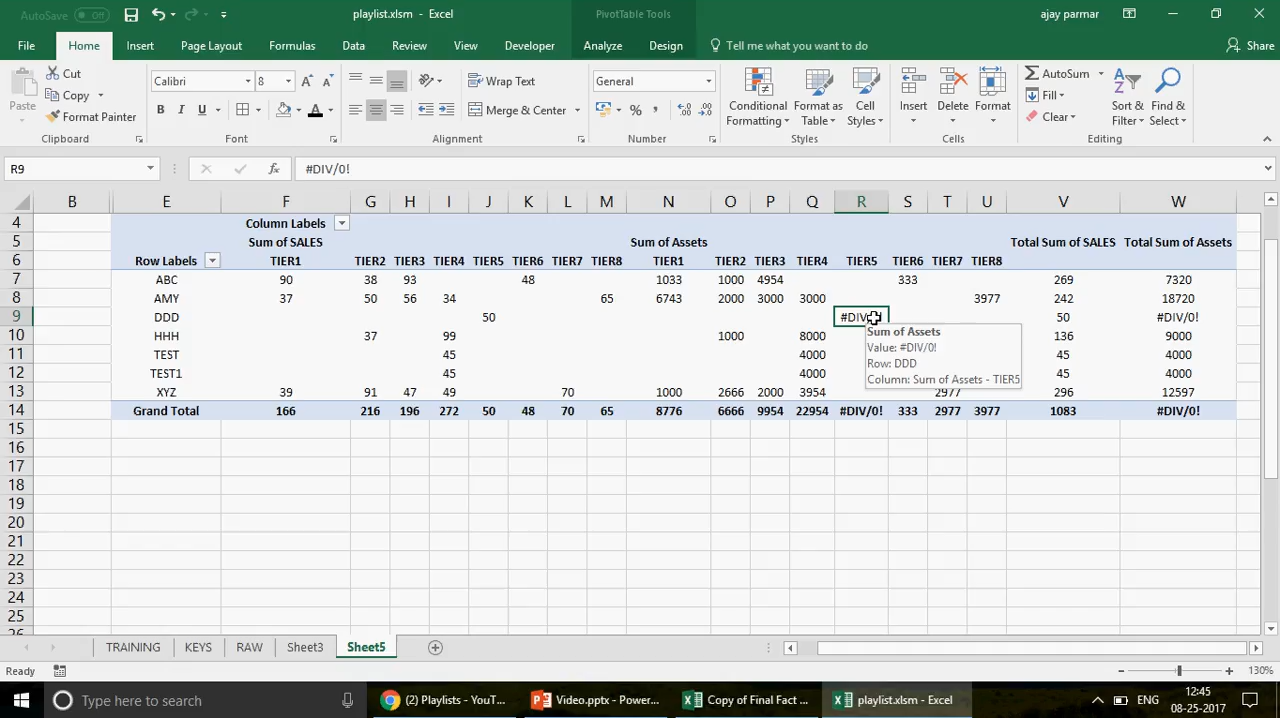 AutoSave Off
playlist.xlsm - Excel
PivotTable Tools
ajay parmar
File Home Insert Page Layout Formulas Data Review View Developer Analyze Design Tell me what you want to do Share
Paste
Cut
Copy
Format Painter
Clipboard
Calibri 8
B I U A
Font
Wrap Text
Merge & Center
Alignment
General
% ,
Number
Conditional Formatting
Format as Table
Cell Styles
Styles
Insert Delete Format
Cells
AutoSum
Fill
Clear
Sort & Filter
Find & Select
Editing
R9 fx #DIV/0!
B E F G H I J K L M N O P Q R S T U V W
4 Column Labels
5 Sum of SALES Sum of Assets Total Sum of SALES Total Sum of Assets
6 Row Labels TIER1 TIER2 TIER3 TIER4 TIER5 TIER6 TIER7 TIER8 TIER1 TIER2 TIER3 TIER4 TIER5 TIER6 TIER7 TIER8
7 ABC 90 38 93 48 1033 1000 4954 333 269 7320
8 AMY 37 50 56 34 65 6743 2000 3000 3000 3977 242 18720
9 DDD 50 50 #DIV/0!
10 HHH 37 99 1000 8000 136 9000
11 TEST 45 4000 45 4000
12 TEST1 45 4000 45 4000
13 XYZ 39 91 47 49 70 1000 2666 2000 3954 2977 296 12597
14 Grand Total 166 216 196 272 50 48 70 65 8776 6666 9954 22954 #DIV/0! 333 2977 3977 1083 #DIV/0!
Sum of Assets
Value: #DIV/0!
Row: DDD
Column: Sum of Assets - TIER5
15
16
17
18
19
20
21
22
23
24
25
TRAINING KEYS RAW Sheet3 Sheet5
Ready 130%
Type here to search
(2) Playlists - YouT...
Video.pptx - Power...
Copy of Final Fact ...
playlist.xlsm - Excel
ENG
12:45
08-25-2017